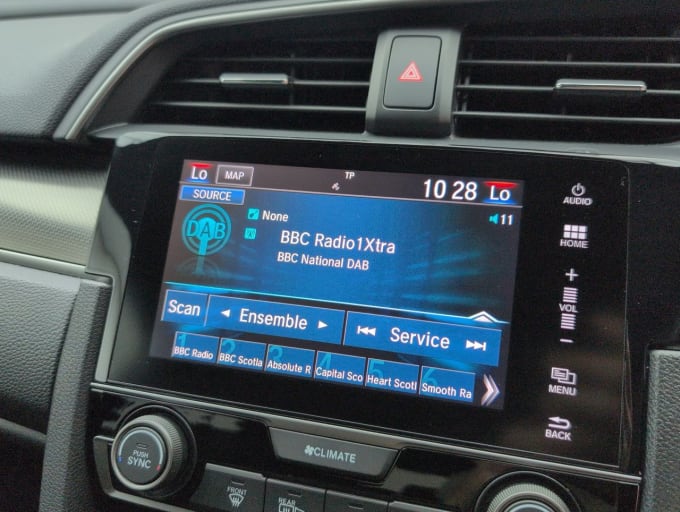 Lo MAP TP 10 28 Lo
SOURCE
DAB
None
11
BBC Radio1Xtra
BBC National DAB
Scan Ensemble Service
1 BBC Radio 2 BBC Scotla 3 Absolute R 4 Capital Sco 5 Heart Scotl 6 Smooth Ra
AUDIO
HOME
+
VOL
−
MENU
BACK
PUSH
SYNC
CLIMATE
FRONT
REAR